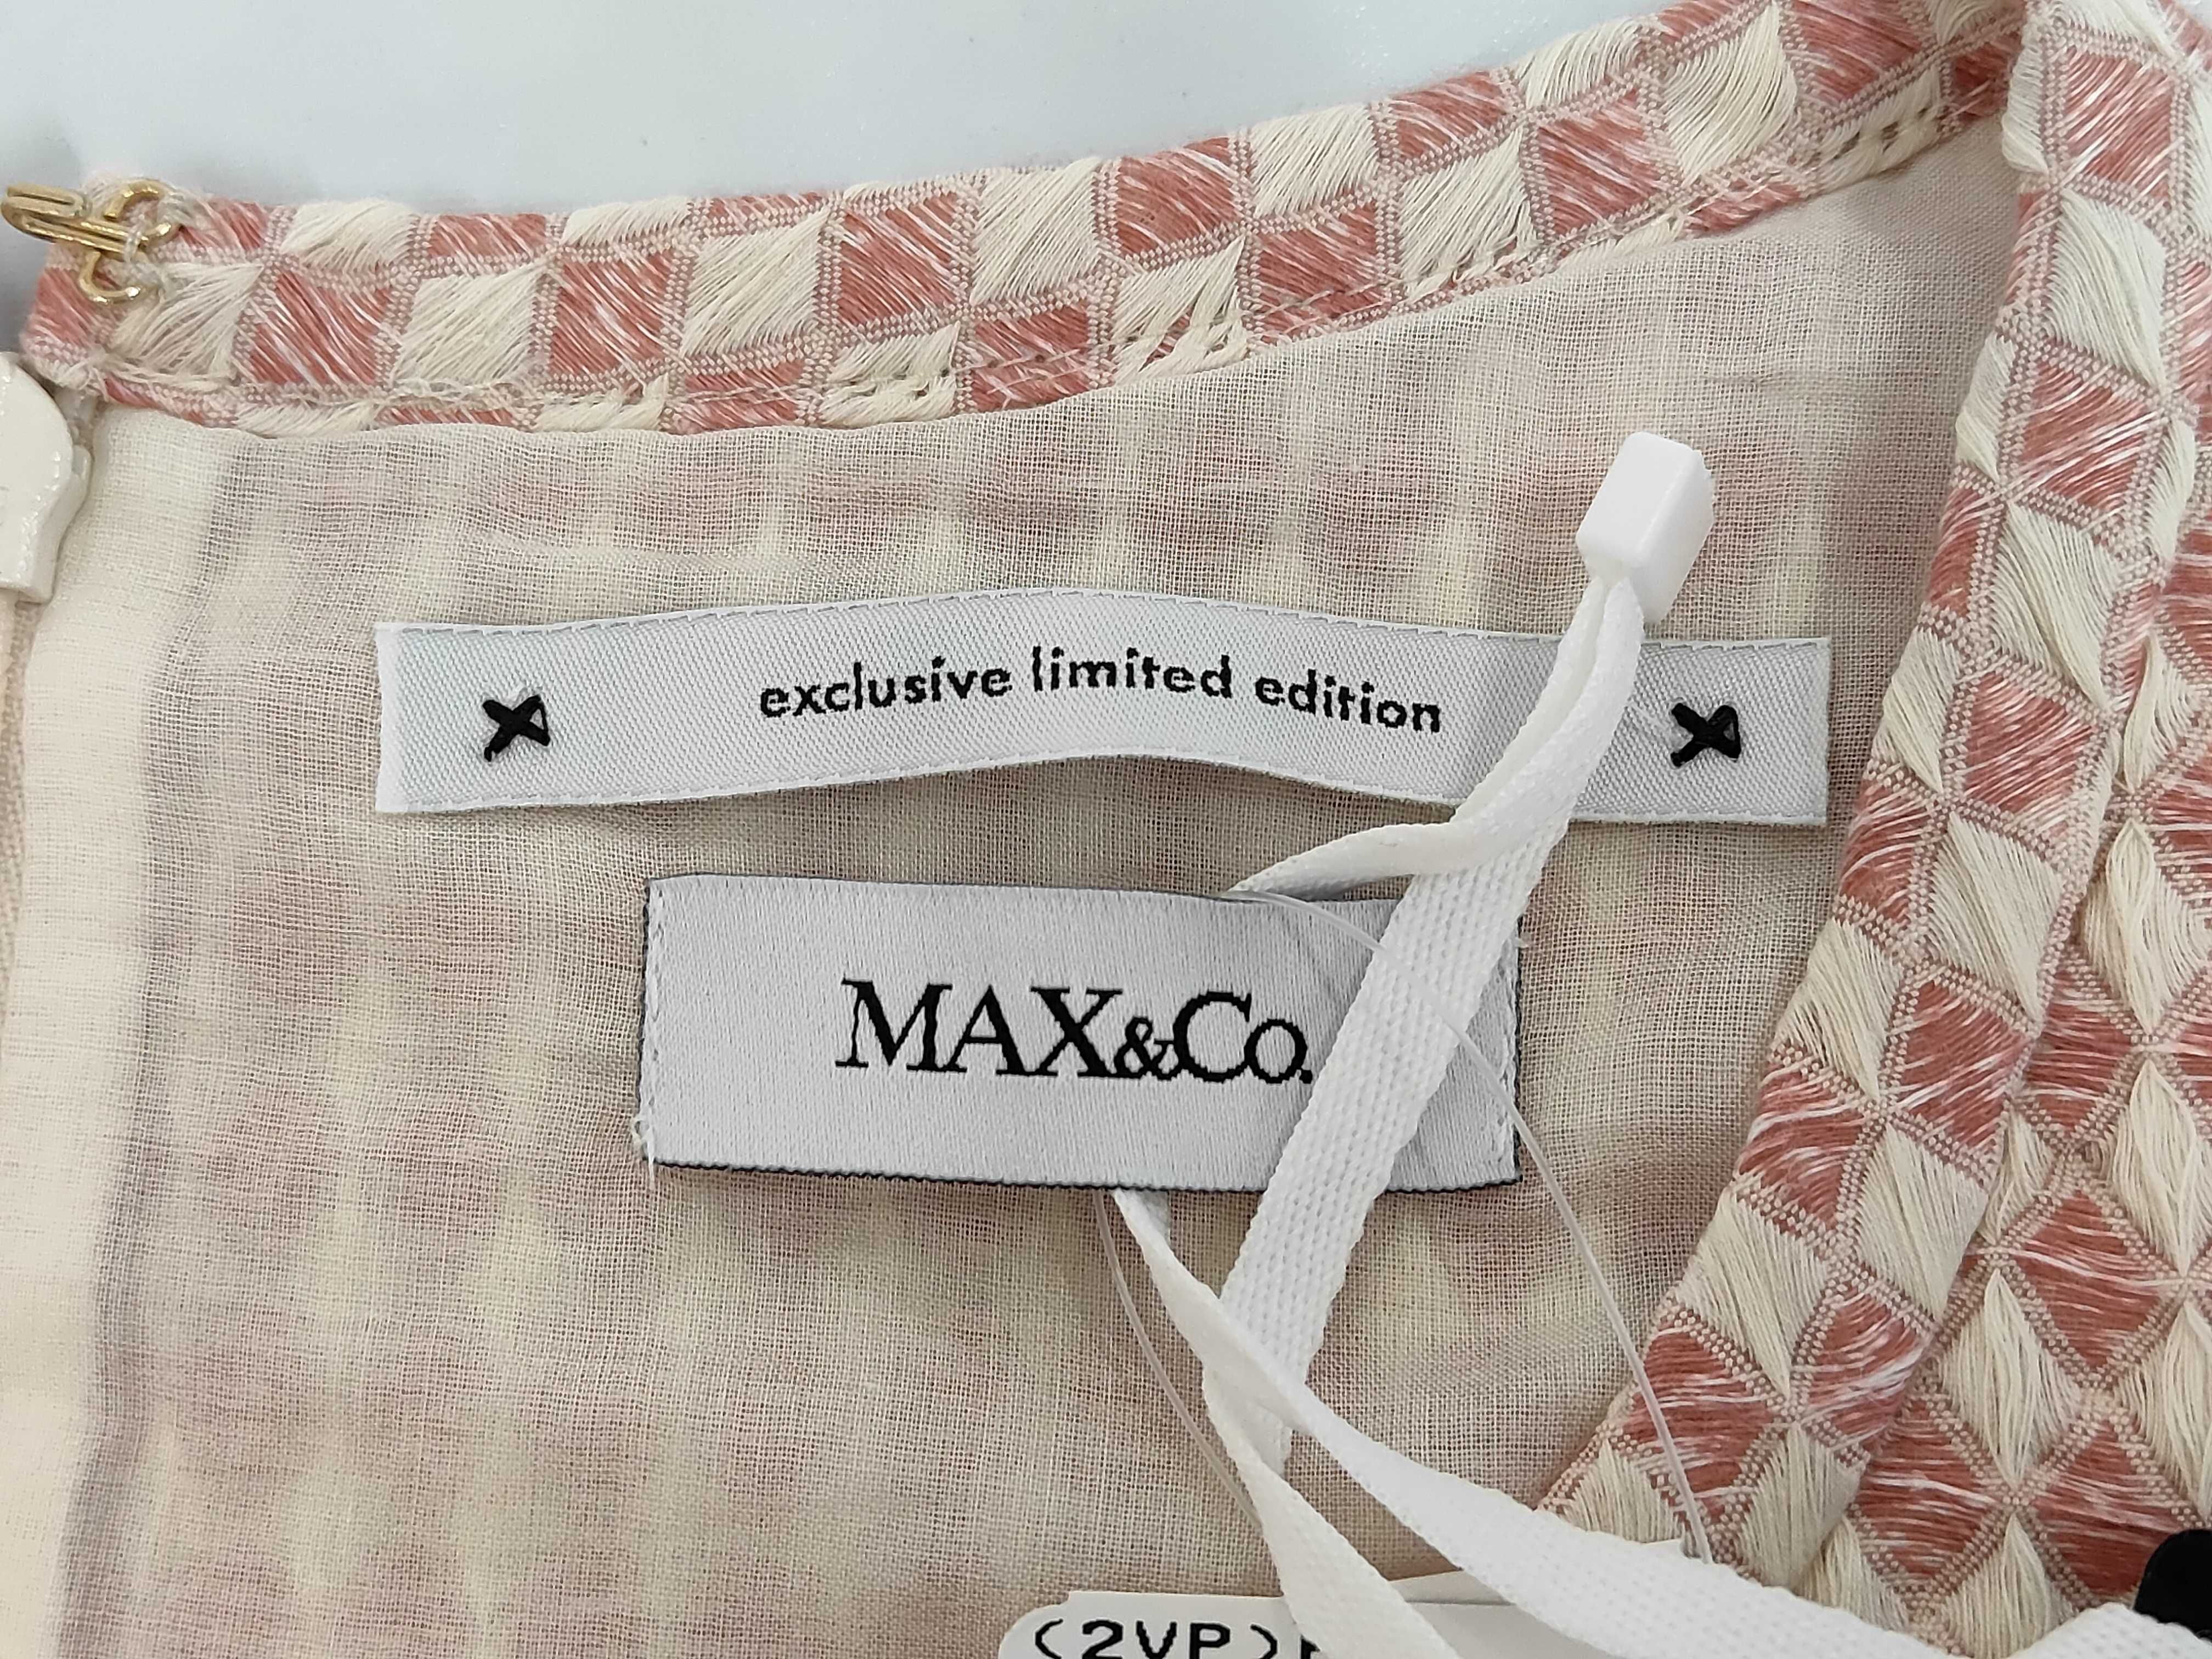 exclusive limited edition
MAX&Co.
(2VP)